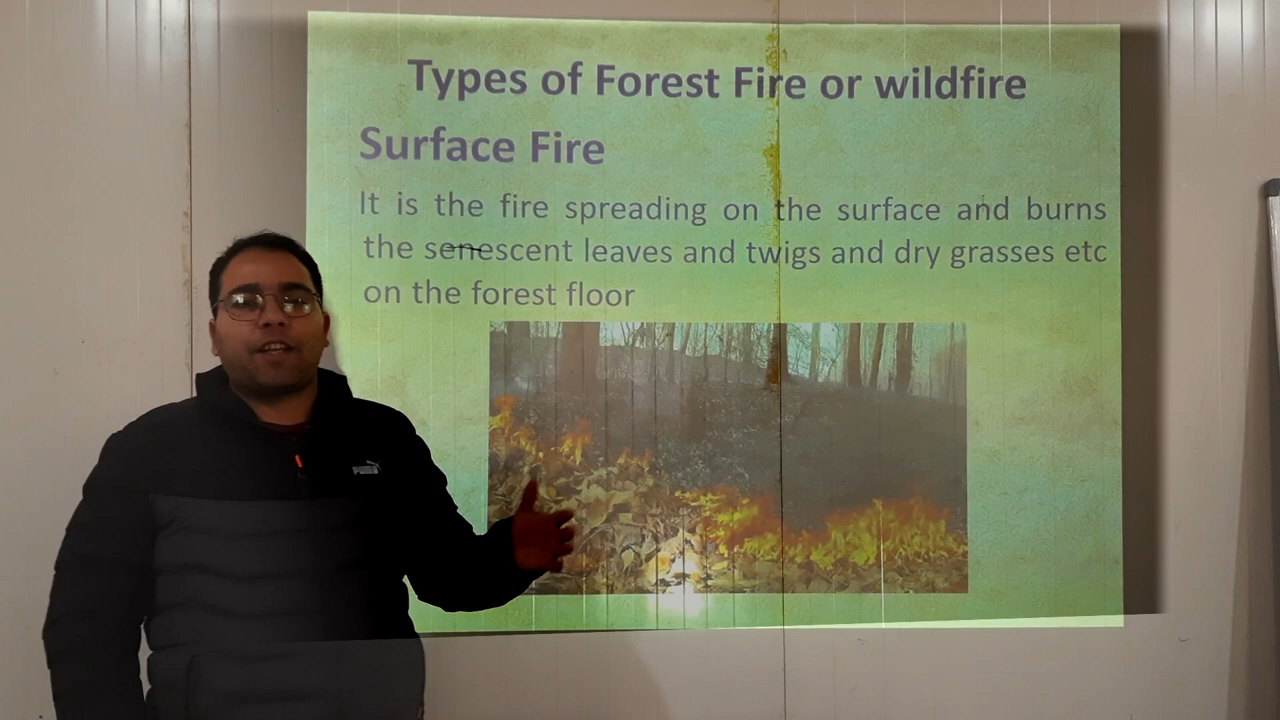 Types of Forest Fire or wildfire
Surface Fire
It is the fire spreading on the surface and burns
the senescent leaves and twigs and dry grasses etc
on the forest floor
PUMA